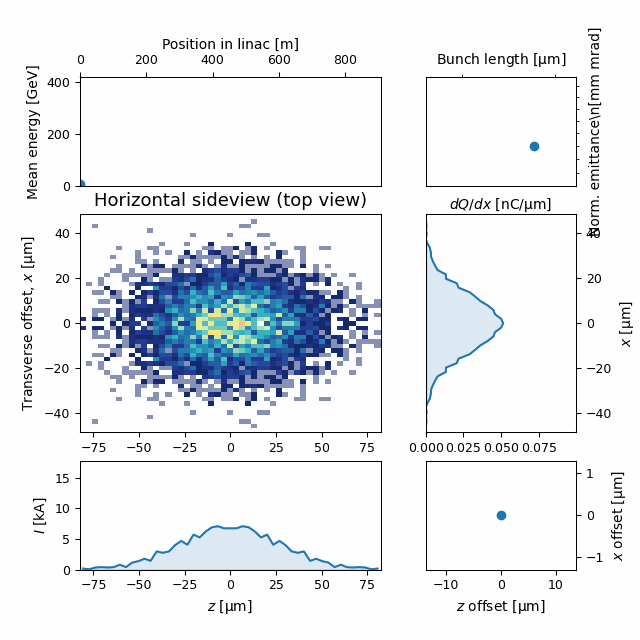 Position in linac [m]
0 200 400 600 800
Mean energy [GeV]
400
200
0
Bunch length [μm]
Norm. emittance\n[mm mrad]
Horizontal sideview (top view)
Transverse offset, x [μm]
40
20
0
−20
−40
−75 −50 −25 0 25 50 75
dQ/dx [nC/μm]
40
20
0
−20
−40
x [μm]
0.000 0.025 0.050 0.075
I [kA]
15
10
5
0
−75 −50 −25 0 25 50 75
z [μm]
1
0
−1
x offset [μm]
−10 0 10
z offset [μm]